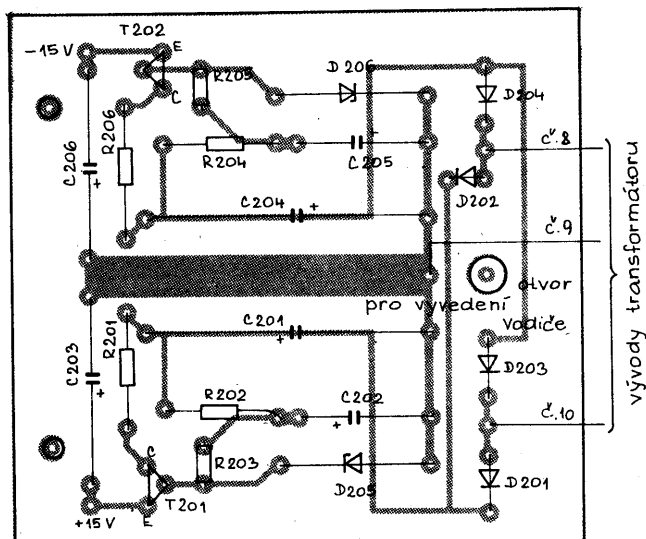 T202
−15 V
E
R205
D206
D204
C
R206
č.8
C206
+
R204
+
C205
D202
C204
+
č.9
otvor
pro vyvedení
vodiče
vývody transformátoru
R201
C201
+
C203
+
D203
R202
C202
+
č.10
C
R203
D205
D201
T201
+15 V
E